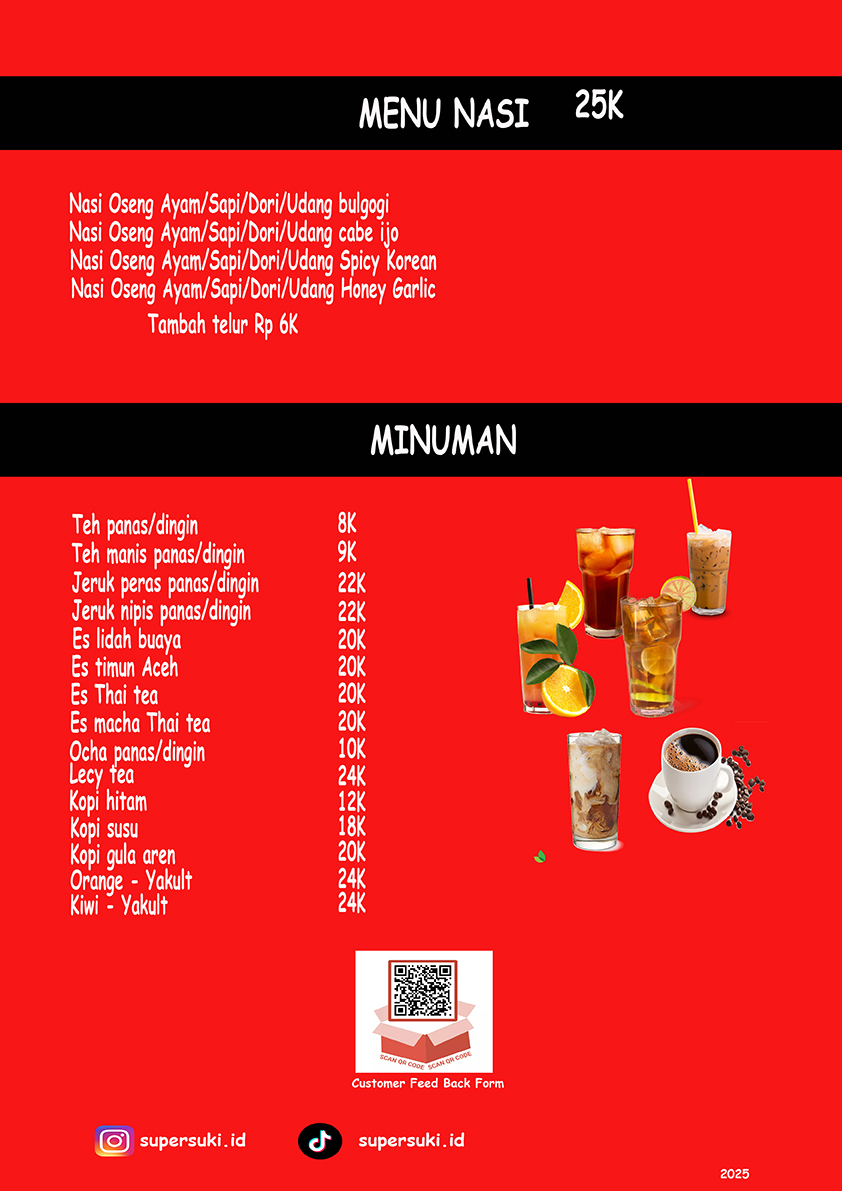 MENU NASI 25K
Nasi Oseng Ayam/Sapi/Dori/Udang bulgogi
Nasi Oseng Ayam/Sapi/Dori/Udang cabe ijo
Nasi Oseng Ayam/Sapi/Dori/Udang Spicy Korean
Nasi Oseng Ayam/Sapi/Dori/Udang Honey Garlic
Tambah telur Rp 6K
MINUMAN
Teh panas/dingin 8K
Teh manis panas/dingin 9K
Jeruk peras panas/dingin 22K
Jeruk nipis panas/dingin 22K
Es lidah buaya 20K
Es timun Aceh 20K
Es Thai tea 20K
Es macha Thai tea 20K
Ocha panas/dingin 10K
Lecy tea 24K
Kopi hitam 12K
Kopi susu 18K
Kopi gula aren 20K
Orange - Yakult 24K
Kiwi - Yakult 24K
SCAN QR CODE SCAN QR CODE
Customer Feed Back Form
supersuki.id supersuki.id
2025